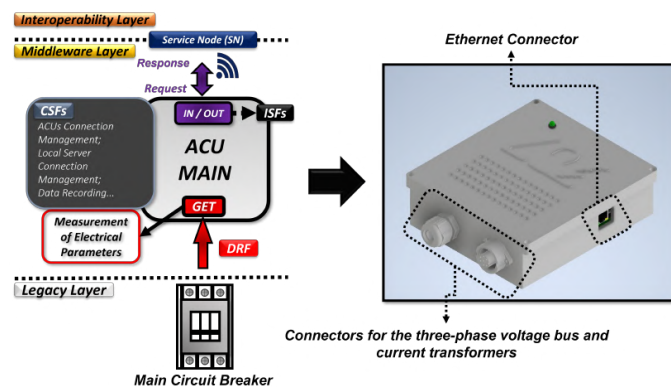 Interoperability Layer
Service Node (SN)
Middleware Layer
Response
Request
CSFs
ACUs Connection
Management;
Local Server
Connection
Management;
Data Recording...
IN / OUT
ISFs
ACU
MAIN
GET
Measurement
of Electrical
Parameters
DRF
Legacy Layer
Main Circuit Breaker
Ethernet Connector
Connectors for the three-phase voltage bus and
current transformers